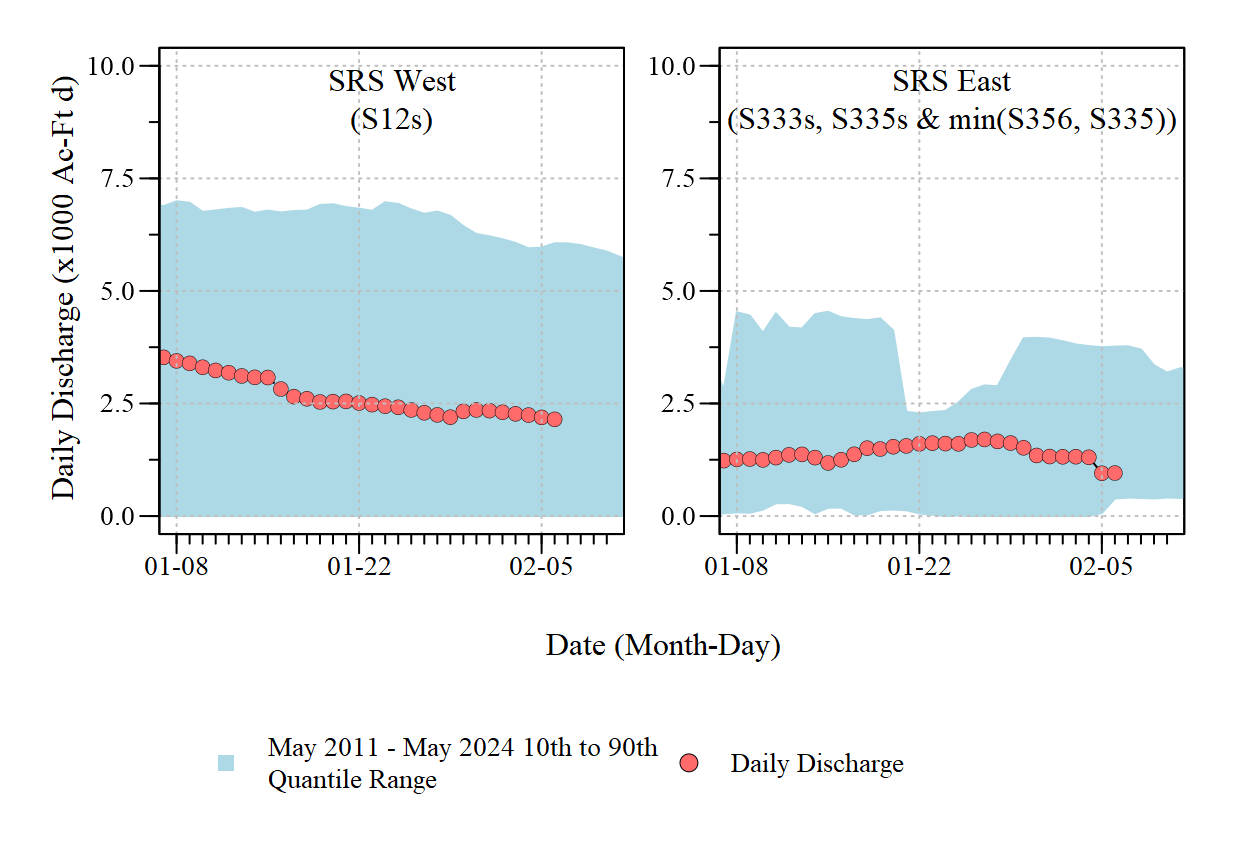 SRS West
(S12s)
SRS East
(S333s, S335s & min(S356, S335))
Daily Discharge (x1000 Ac-Ft d)
10.0
7.5
5.0
2.5
0.0
01-08
01-22
02-05
10.0
7.5
5.0
2.5
0.0
01-08
01-22
02-05
Date (Month-Day)
May 2011 - May 2024 10th to 90th
Quantile Range
Daily Discharge